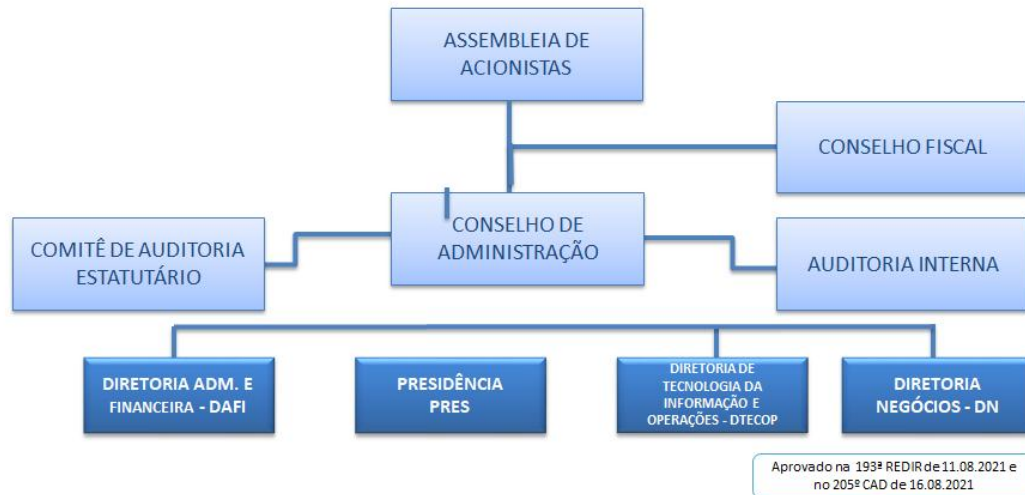 ASSEMBLEIA DE
ACIONISTAS
CONSELHO FISCAL
CONSELHO DE
ADMINISTRAÇÃO
COMITÊ DE AUDITORIA
ESTATUTÁRIO
AUDITORIA INTERNA
DIRETORIA ADM. E
FINANCEIRA - DAFI
PRESIDÊNCIA
PRES
DIRETORIA DE
TECNOLOGIA DA
INFORMAÇÃO E
OPERAÇÕES - DTECOP
DIRETORIA
NEGÓCIOS - DN
Aprovado na 193ª REDIR de 11.08.2021 e
no 205º CAD de 16.08.2021